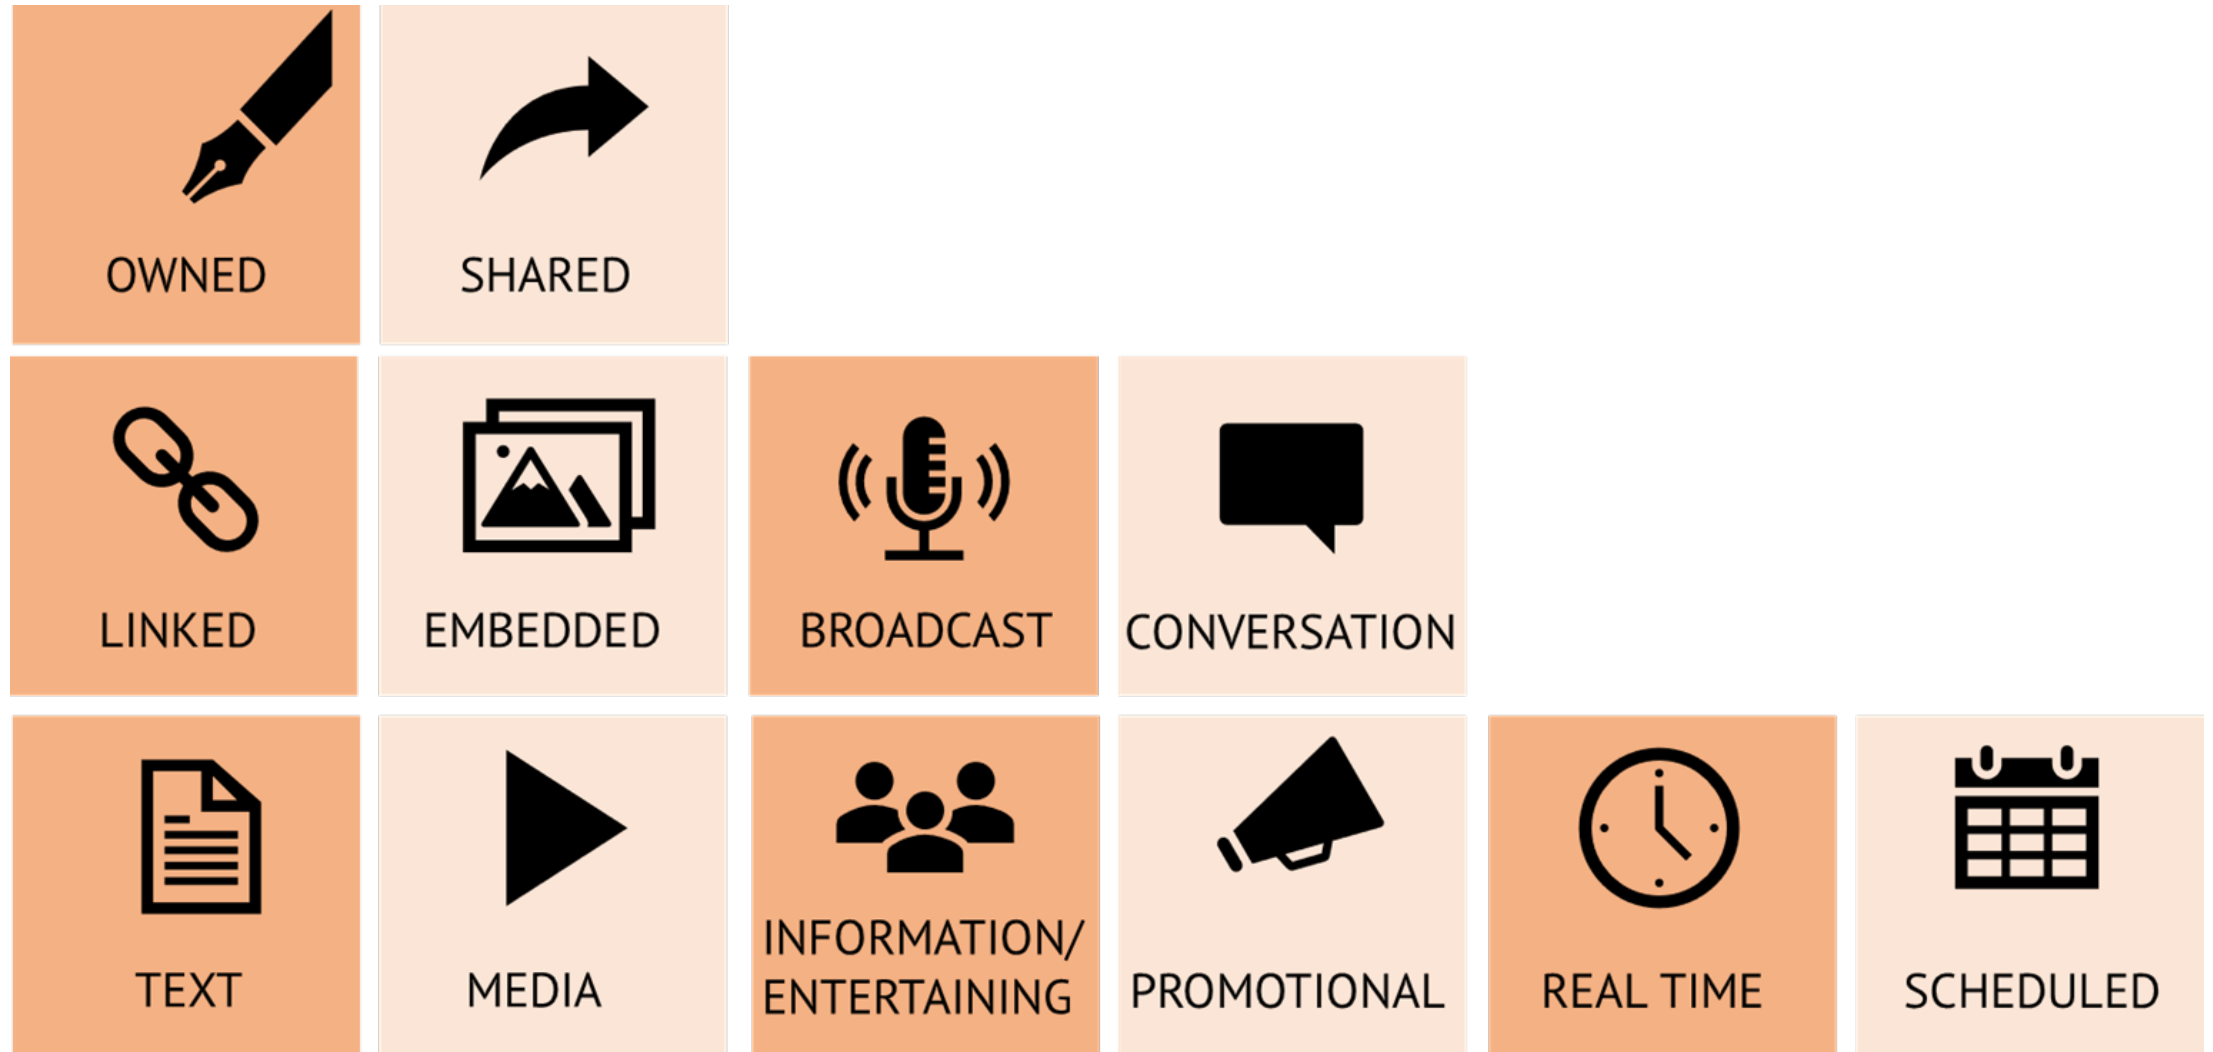 OWNED
SHARED
LINKED
EMBEDDED
BROADCAST
CONVERSATION
TEXT
MEDIA
INFORMATION/
ENTERTAINING
PROMOTIONAL
REAL TIME
SCHEDULED